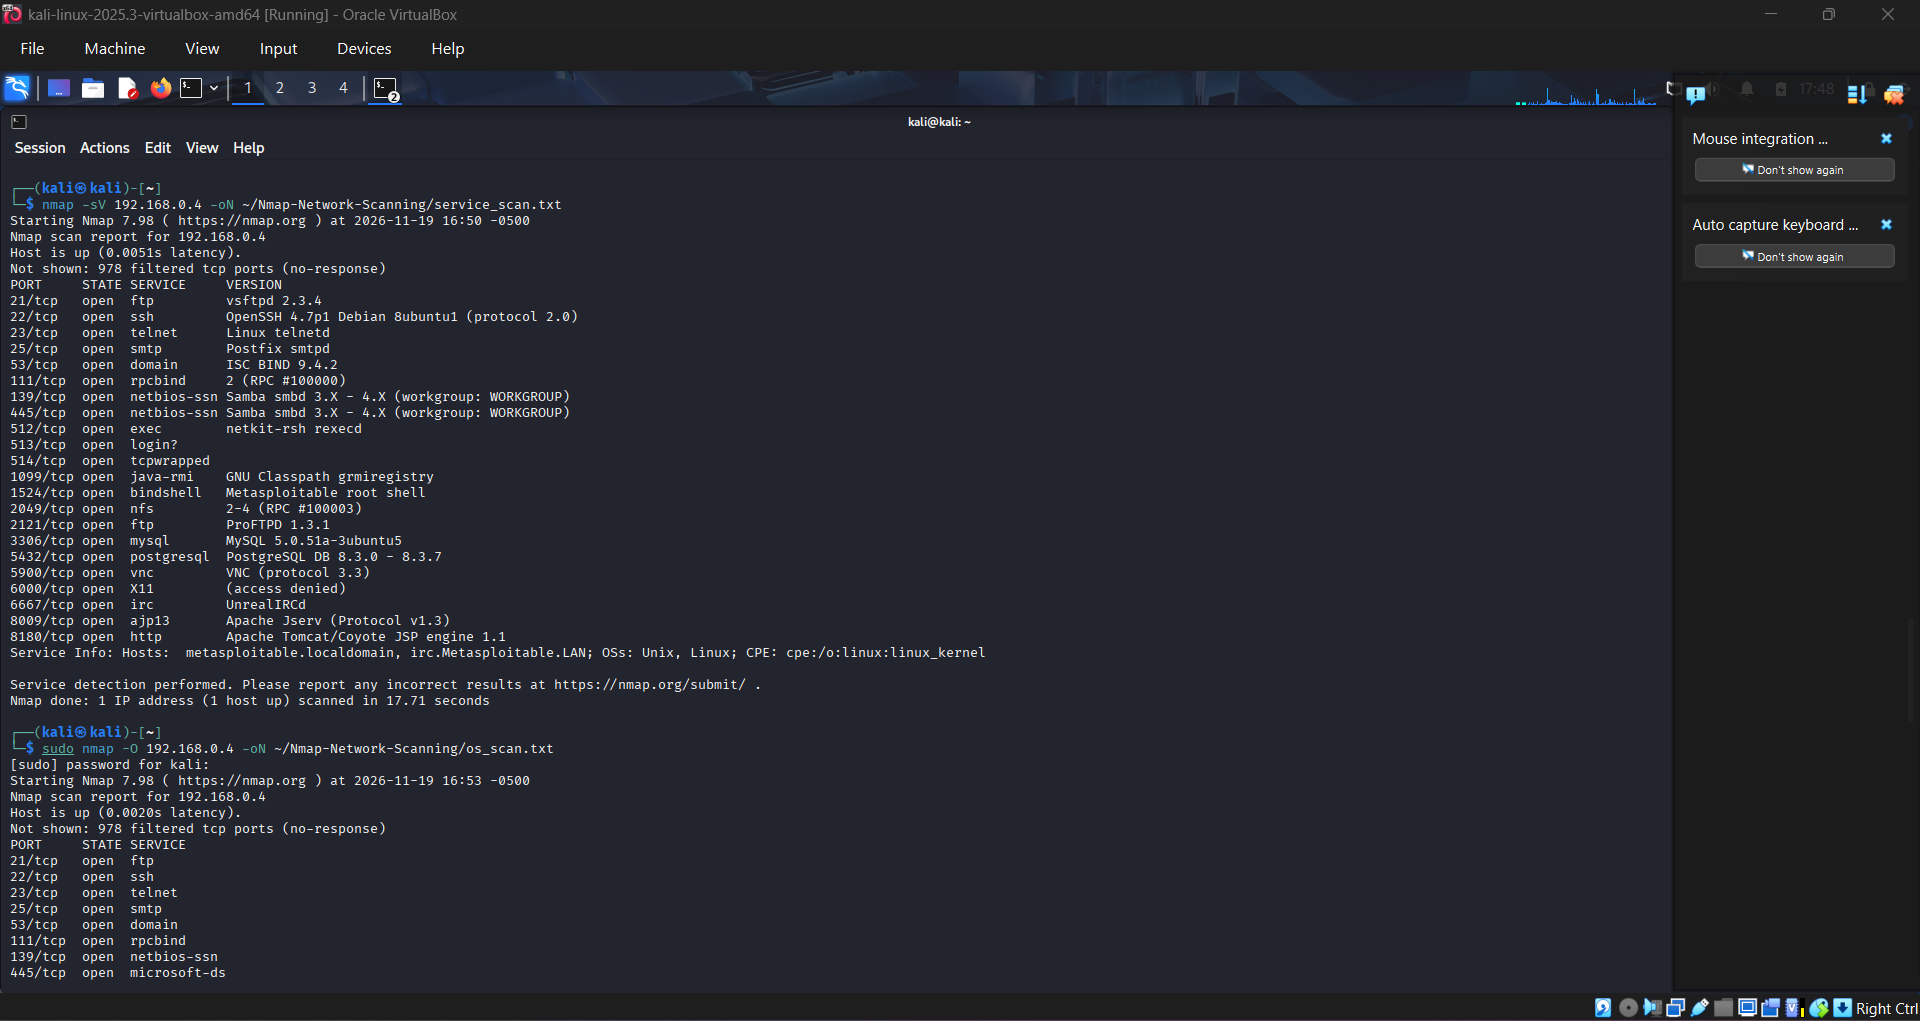 kali-linux-2025.3-virtualbox-amd64 [Running] - Oracle VirtualBox
File Machine View Input Devices Help
1 2 3 4 2 17:48
kali@kali: ~
Session Actions Edit View Help
Mouse integration ...
Don't show again
Auto capture keyboard ...
Don't show again
┌──(kali㉿kali)-[~]
└─$ nmap -sV 192.168.0.4 -oN ~/Nmap-Network-Scanning/service_scan.txt
Starting Nmap 7.98 ( https://nmap.org ) at 2026-11-19 16:50 -0500
Nmap scan report for 192.168.0.4
Host is up (0.0051s latency).
Not shown: 978 filtered tcp ports (no-response)
PORT     STATE SERVICE     VERSION
21/tcp   open  ftp         vsftpd 2.3.4
22/tcp   open  ssh         OpenSSH 4.7p1 Debian 8ubuntu1 (protocol 2.0)
23/tcp   open  telnet      Linux telnetd
25/tcp   open  smtp        Postfix smtpd
53/tcp   open  domain      ISC BIND 9.4.2
111/tcp  open  rpcbind     2 (RPC #100000)
139/tcp  open  netbios-ssn Samba smbd 3.X - 4.X (workgroup: WORKGROUP)
445/tcp  open  netbios-ssn Samba smbd 3.X - 4.X (workgroup: WORKGROUP)
512/tcp  open  exec        netkit-rsh rexecd
513/tcp  open  login?
514/tcp  open  tcpwrapped
1099/tcp open  java-rmi    GNU Classpath grmiregistry
1524/tcp open  bindshell   Metasploitable root shell
2049/tcp open  nfs         2-4 (RPC #100003)
2121/tcp open  ftp         ProFTPD 1.3.1
3306/tcp open  mysql       MySQL 5.0.51a-3ubuntu5
5432/tcp open  postgresql  PostgreSQL DB 8.3.0 - 8.3.7
5900/tcp open  vnc         VNC (protocol 3.3)
6000/tcp open  X11         (access denied)
6667/tcp open  irc         UnrealIRCd
8009/tcp open  ajp13       Apache Jserv (Protocol v1.3)
8180/tcp open  http        Apache Tomcat/Coyote JSP engine 1.1
Service Info: Hosts:  metasploitable.localdomain, irc.Metasploitable.LAN; OSs: Unix, Linux; CPE: cpe:/o:linux:linux_kernel
Service detection performed. Please report any incorrect results at https://nmap.org/submit/ .
Nmap done: 1 IP address (1 host up) scanned in 17.71 seconds
┌──(kali㉿kali)-[~]
└─$ sudo nmap -O 192.168.0.4 -oN ~/Nmap-Network-Scanning/os_scan.txt
[sudo] password for kali:
Starting Nmap 7.98 ( https://nmap.org ) at 2026-11-19 16:53 -0500
Nmap scan report for 192.168.0.4
Host is up (0.0020s latency).
Not shown: 978 filtered tcp ports (no-response)
PORT     STATE SERVICE
21/tcp   open  ftp
22/tcp   open  ssh
23/tcp   open  telnet
25/tcp   open  smtp
53/tcp   open  domain
111/tcp  open  rpcbind
139/tcp  open  netbios-ssn
445/tcp  open  microsoft-ds
Right Ctrl